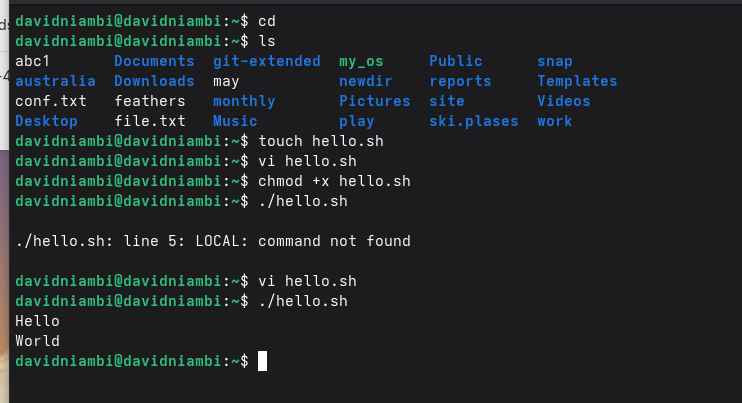 davidniambi@davidniambi:~$ cd
davidniambi@davidniambi:~$ ls
abc1 Documents git-extended my_os Public snap
australia Downloads may newdir reports Templates
conf.txt feathers monthly Pictures site Videos
Desktop file.txt Music play ski.plases work
davidniambi@davidniambi:~$ touch hello.sh
davidniambi@davidniambi:~$ vi hello.sh
davidniambi@davidniambi:~$ chmod +x hello.sh
davidniambi@davidniambi:~$ ./hello.sh
./hello.sh: line 5: LOCAL: command not found
davidniambi@davidniambi:~$ vi hello.sh
davidniambi@davidniambi:~$ ./hello.sh
Hello
World
davidniambi@davidniambi:~$